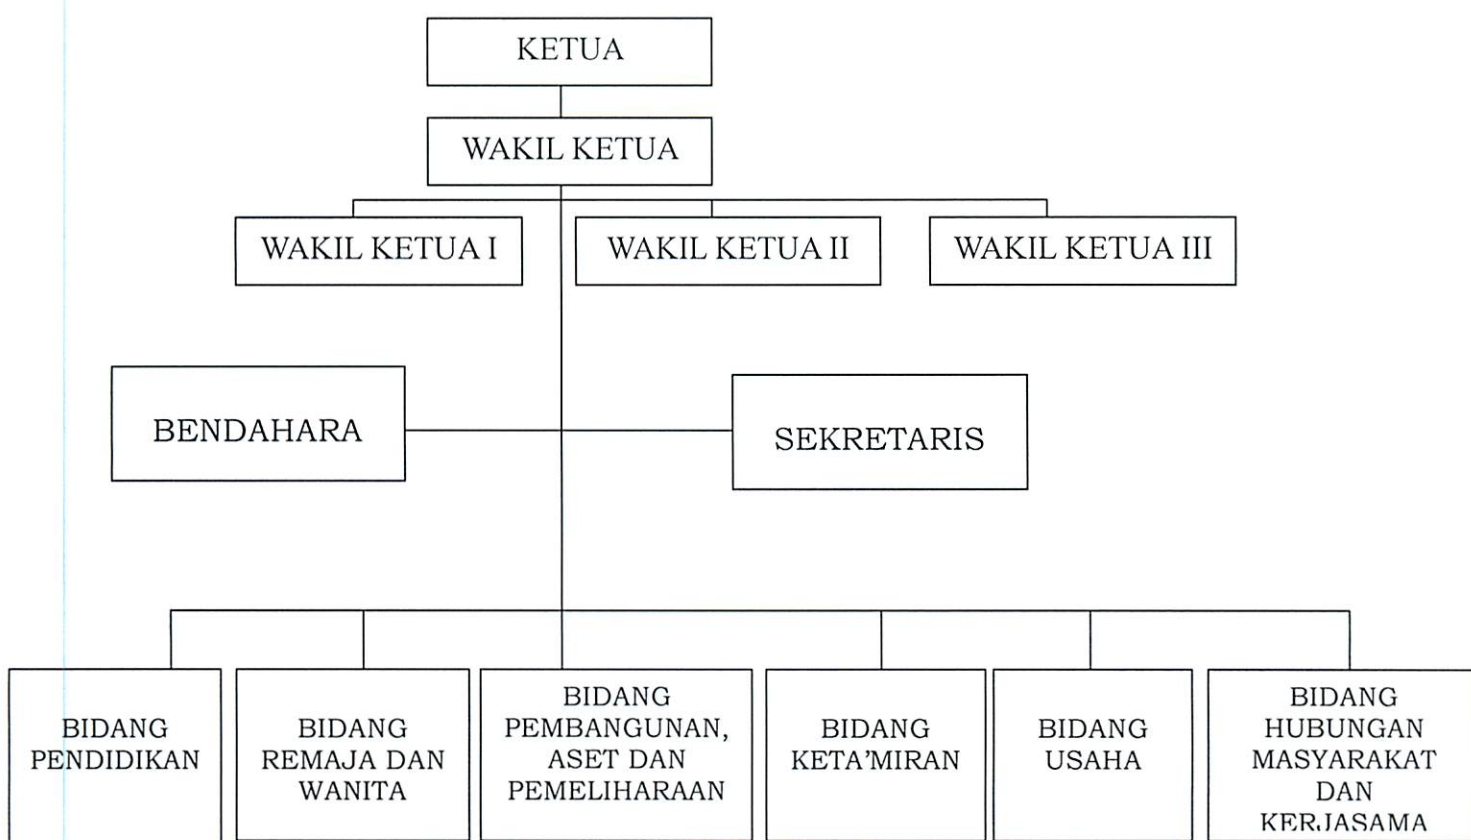 KETUA
WAKIL KETUA
WAKIL KETUA I
WAKIL KETUA II
WAKIL KETUA III
BENDAHARA
SEKRETARIS
BIDANG
PENDIDIKAN
BIDANG
REMAJA DAN
WANITA
BIDANG
PEMBANGUNAN,
ASET DAN
PEMELIHARAAN
BIDANG
KETA’MIRAN
BIDANG
USAHA
BIDANG
HUBUNGAN
MASYARAKAT
DAN
KERJASAMA